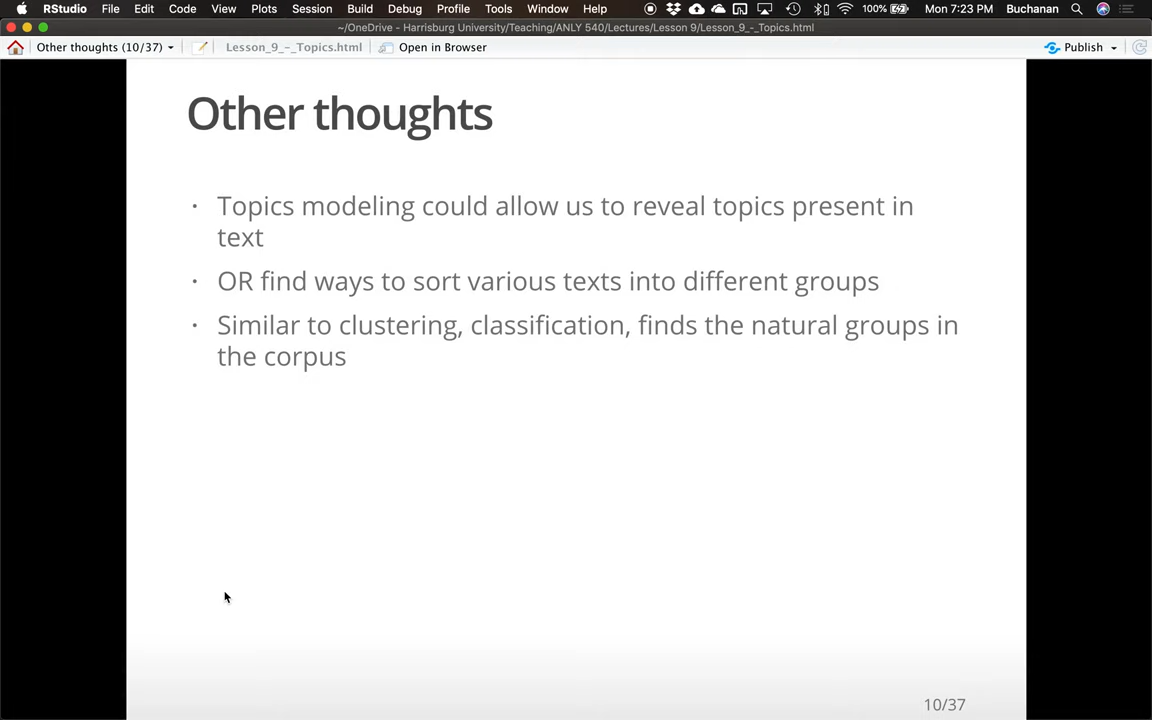 RStudio File Edit Code View Plots Session Build Debug Profile Tools Window Help 100% Mon 7:23 PM Buchanan
~/OneDrive - Harrisburg University/Teaching/ANLY 540/Lectures/Lesson 9/Lesson_9_-_Topics.html
Other thoughts (10/37) Lesson_9_-_Topics.html Open in Browser Publish
Other thoughts
· Topics modeling could allow us to reveal topics present in
text
· OR find ways to sort various texts into different groups
· Similar to clustering, classification, finds the natural groups in
the corpus
10/37